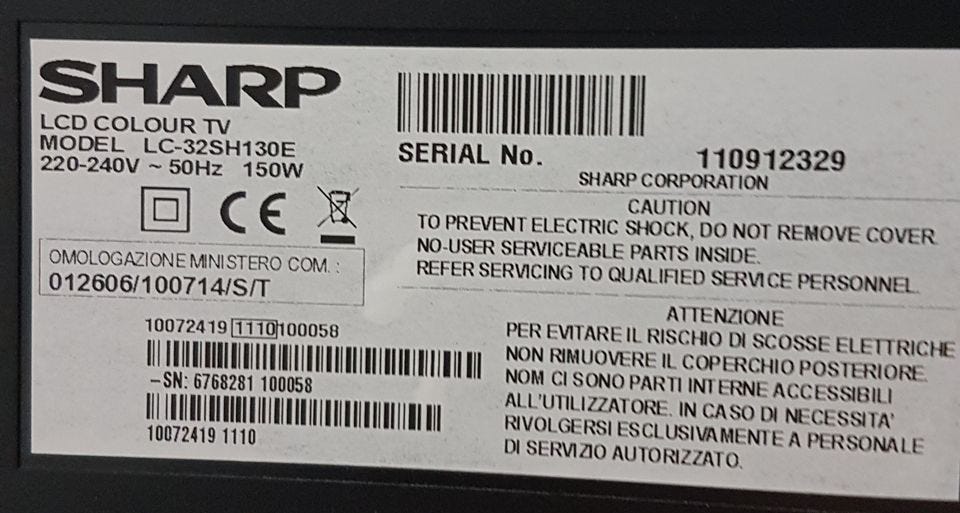 SHARP
LCD COLOUR TV
MODEL LC-32SH130E
220-240V ~ 50Hz 150W
CE
OMOLOGAZIONE MINISTERO COM. :
012606/100714/S/T
10072419 1110 100058
-SN: 6768281 100058
10072419 1110
SERIAL No. 110912329
SHARP CORPORATION
CAUTION
TO PREVENT ELECTRIC SHOCK, DO NOT REMOVE COVER.
NO-USER SERVICEABLE PARTS INSIDE.
REFER SERVICING TO QUALIFIED SERVICE PERSONNEL.
ATTENZIONE
PER EVITARE IL RISCHIO DI SCOSSE ELETTRICHE
NON RIMUOVERE IL COPERCHIO POSTERIORE.
NOM CI SONO PARTI INTERNE ACCESSIBILI
ALL'UTILIZZATORE. IN CASO DI NECESSITA'
RIVOLGERSI ESCLUSIVAMENTE A PERSONALE
DI SERVIZIO AUTORIZZATO.